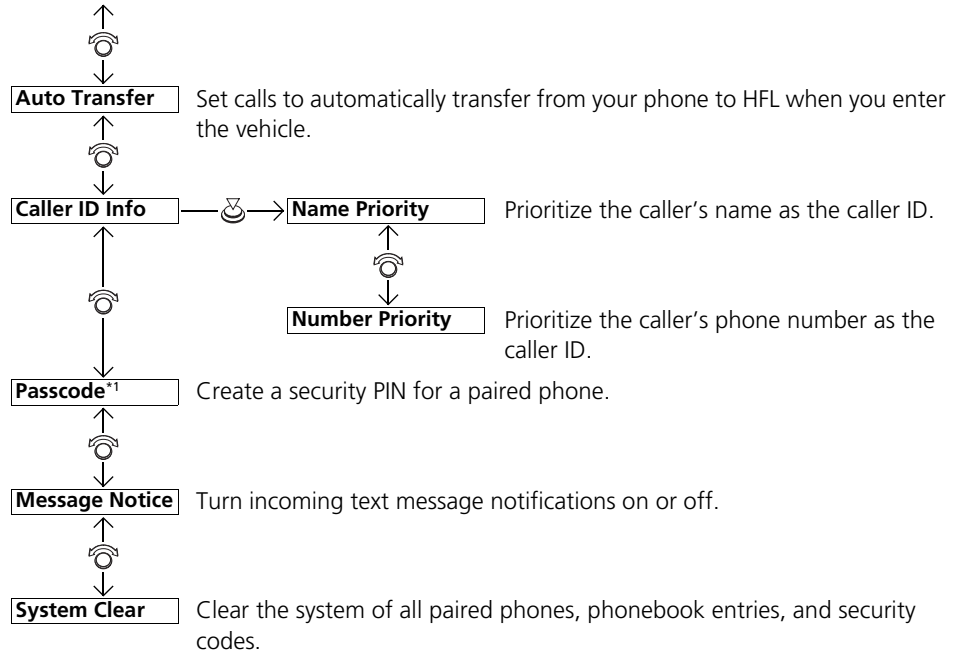 Auto Transfer
Set calls to automatically transfer from your phone to HFL when you enter
the vehicle.
Caller ID Info
Name Priority
Prioritize the caller’s name as the caller ID.
Number Priority
Prioritize the caller’s phone number as the
caller ID.
Passcode*1
Create a security PIN for a paired phone.
Message Notice
Turn incoming text message notifications on or off.
System Clear
Clear the system of all paired phones, phonebook entries, and security
codes.